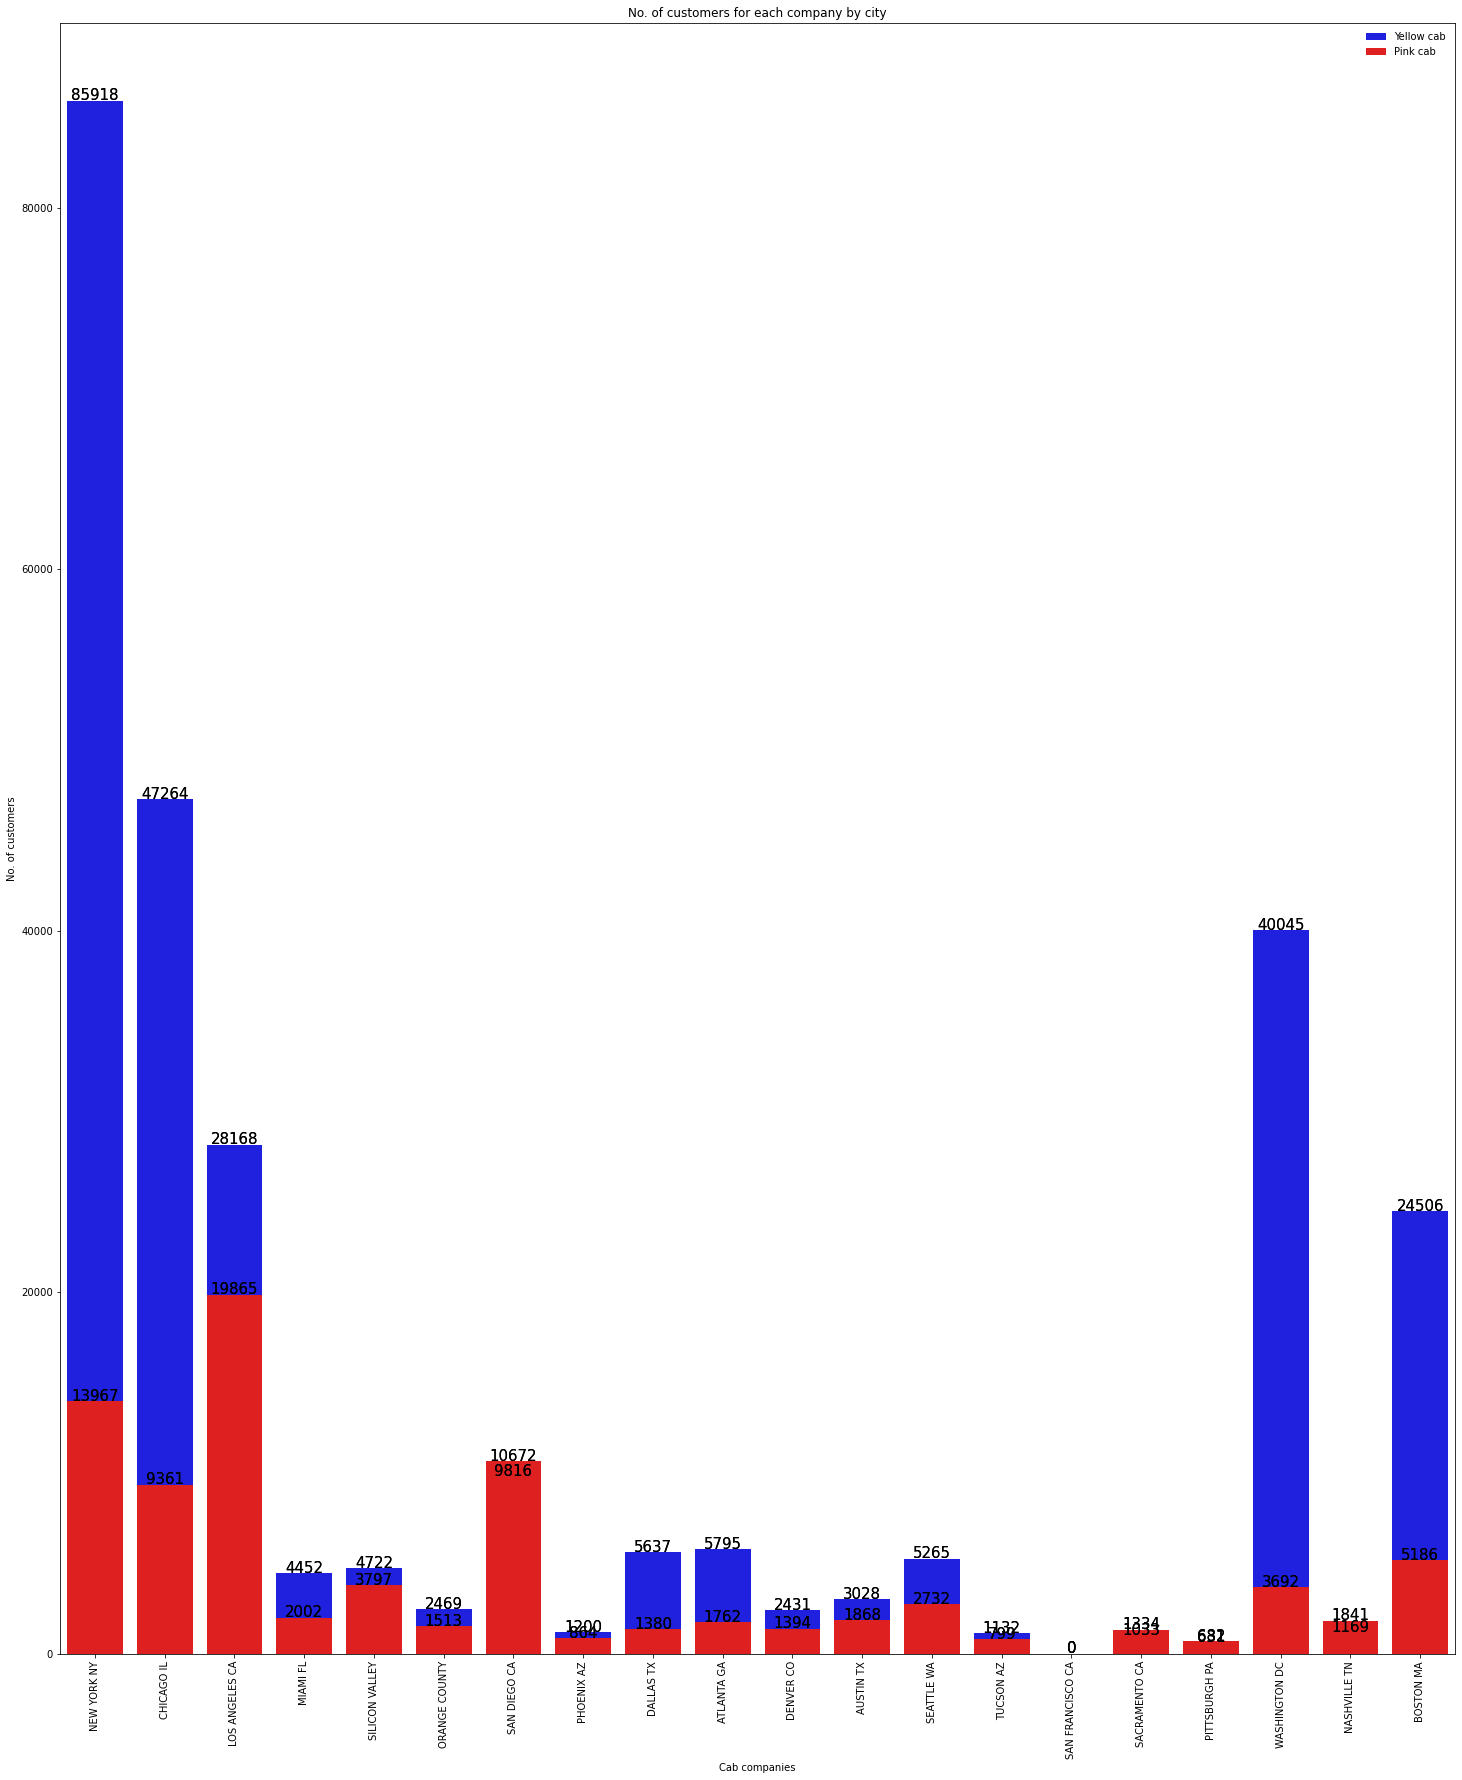 No. of customers for each company by city
Yellow cab
Pink cab
85918
80000
60000
47264
No. of customers
40000
40045
28168
24506
20000
19865
13967
9361
10672
9816
4452
2002
4722
3797
2469
1513
1200
864
5637
1380
5795
1762
2431
1394
3028
1868
5265
2732
1132
799
0
1334
1033
682
631
3692
1841
1169
5186
0
NEW YORK NY
CHICAGO IL
LOS ANGELES CA
MIAMI FL
SILICON VALLEY
ORANGE COUNTY
SAN DIEGO CA
PHOENIX AZ
DALLAS TX
ATLANTA GA
DENVER CO
AUSTIN TX
SEATTLE WA
TUCSON AZ
SAN FRANCISCO CA
SACRAMENTO CA
PITTSBURGH PA
WASHINGTON DC
NASHVILLE TN
BOSTON MA
Cab companies